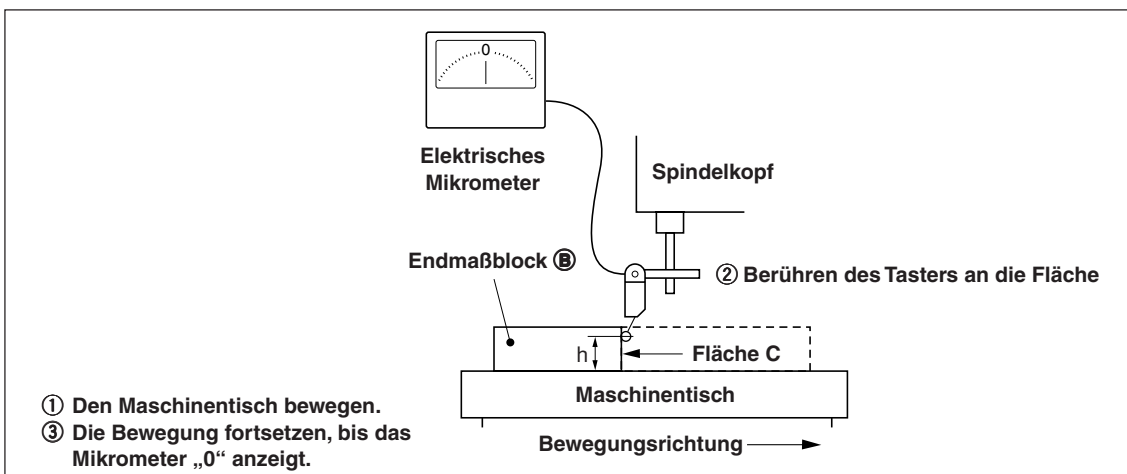 0
Elektrisches
Mikrometer
Spindelkopf
Endmaßblock Ⓑ
② Berühren des Tasters an die Fläche
h
Fläche C
Maschinentisch
① Den Maschinentisch bewegen.
③ Die Bewegung fortsetzen, bis das
Mikrometer „0“ anzeigt.
Bewegungsrichtung